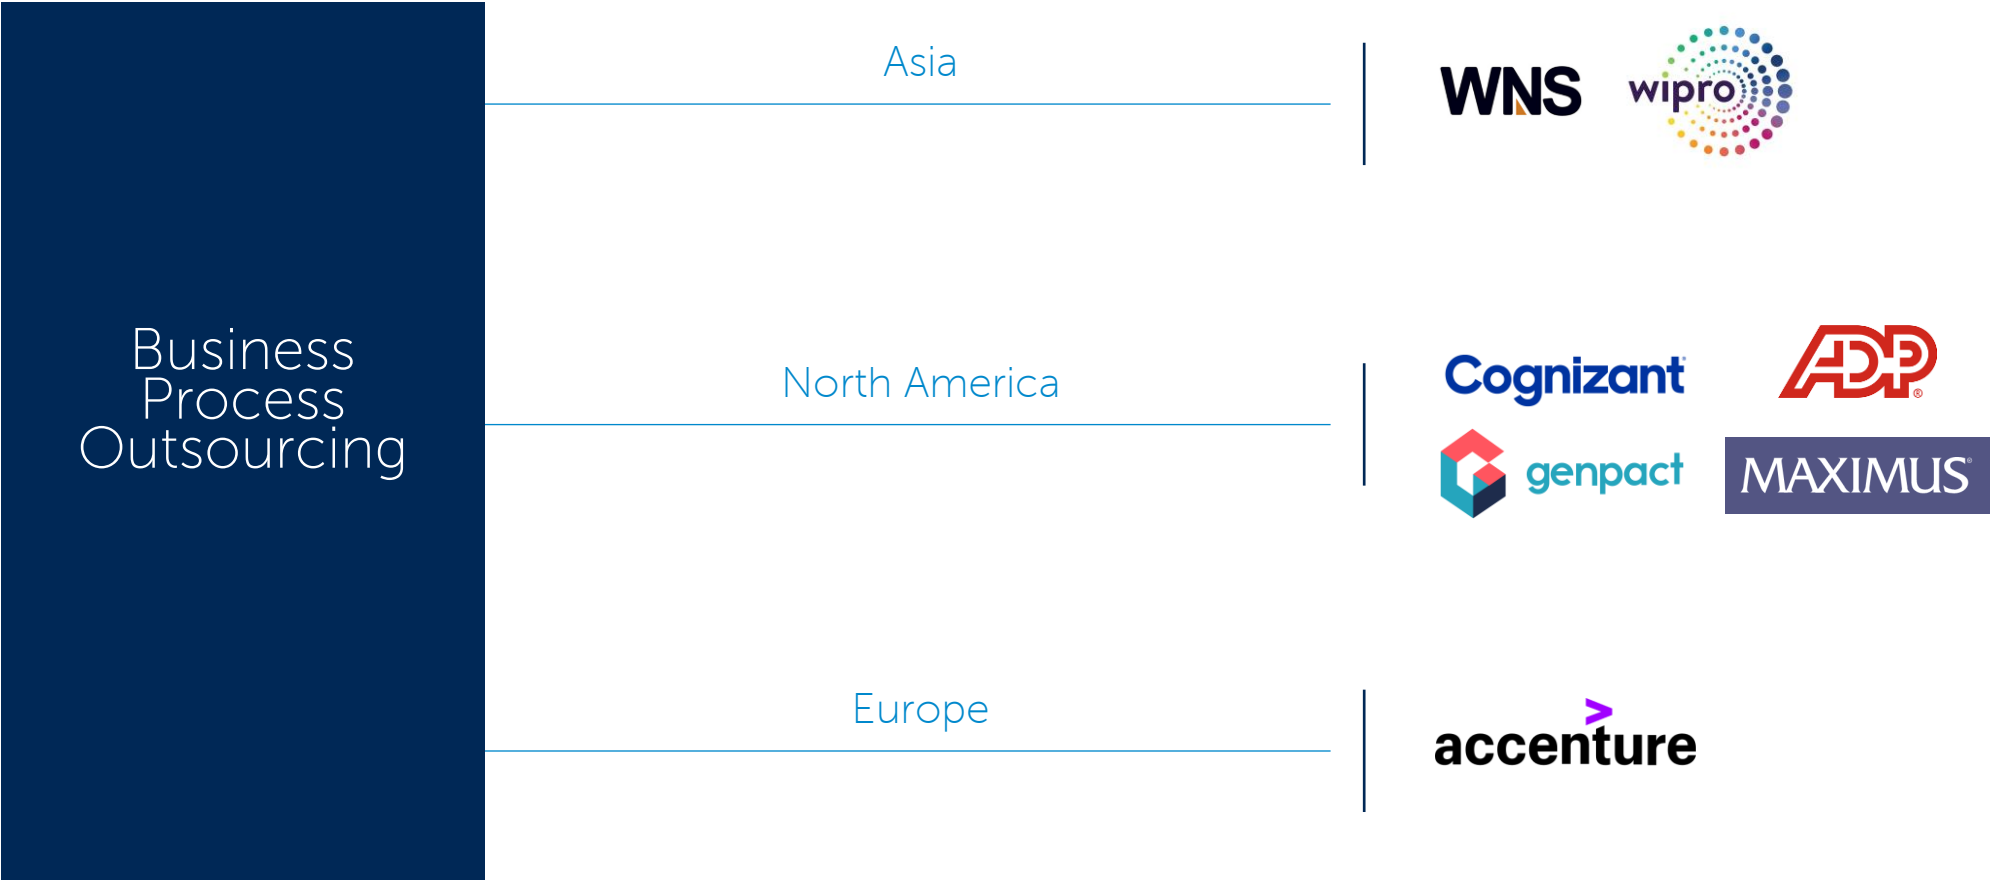 Business
Process
Outsourcing
Asia
WNS
wipro
North America
Cognizant
ADP®
genpact
MAXIMUS®
Europe
accenture